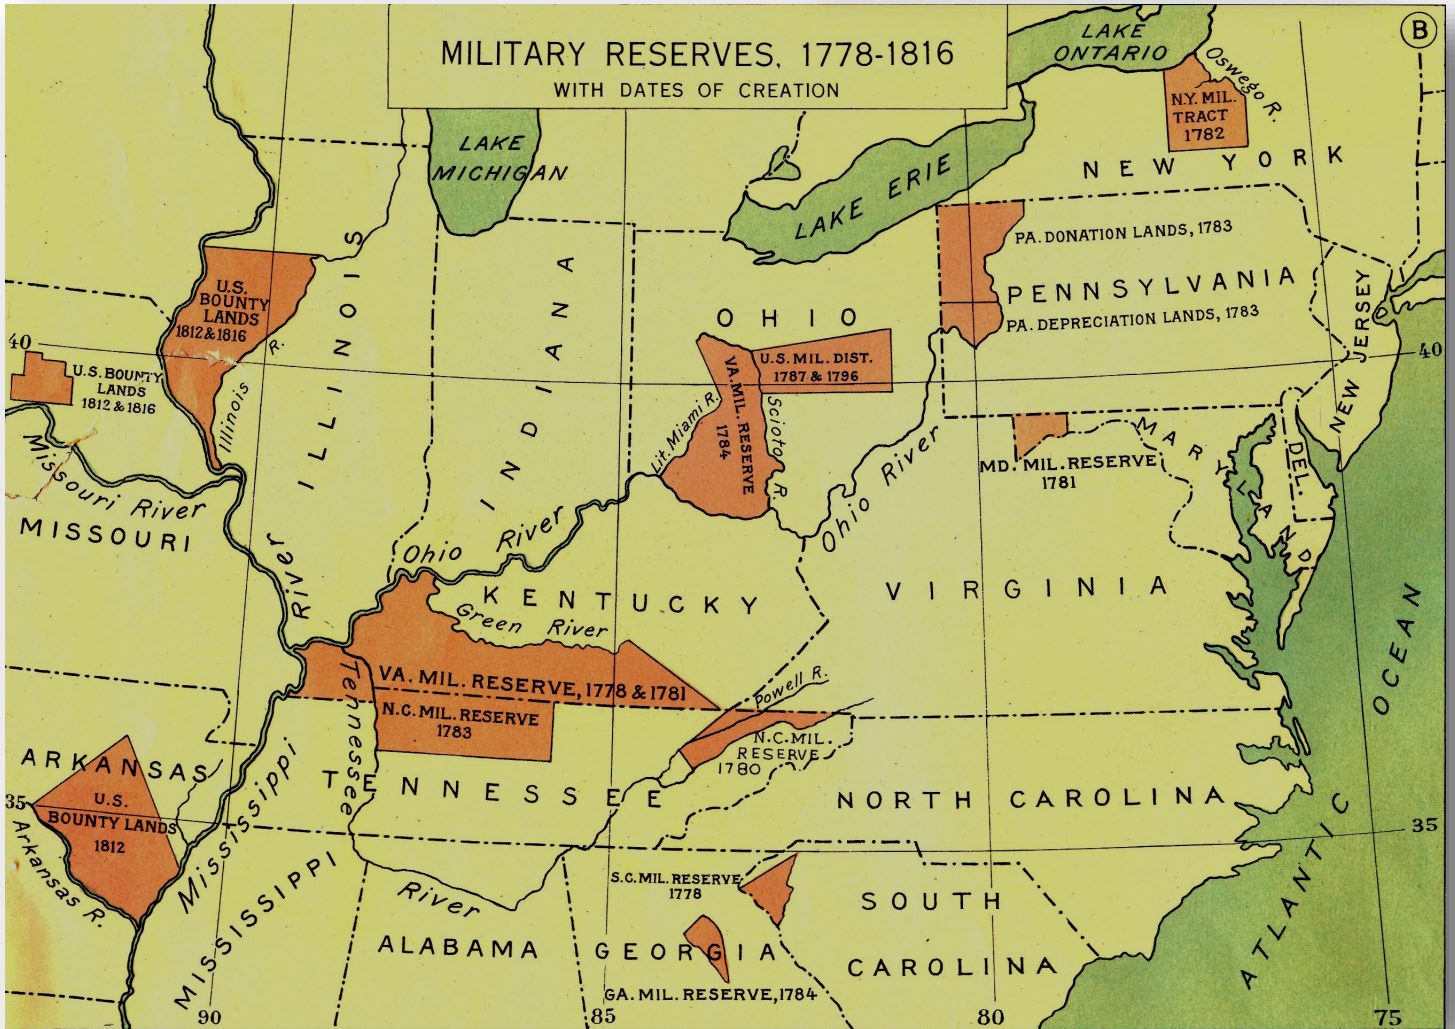 MILITARY RESERVES, 1778-1816
WITH DATES OF CREATION
B
LAKE
ONTARIO
Oswego R.
N.Y. MIL.
TRACT
1782
NEW YORK
LAKE
MICHIGAN
LAKE ERIE
PA. DONATION LANDS, 1783
PENNSYLVANIA
PA. DEPRECIATION LANDS, 1783
NEW JERSEY
U.S.
BOUNTY
LANDS
1812 & 1816
R.
Illinois
ILLINOIS
INDIANA
OHIO
40
40
U.S. BOUNTY
LANDS
1812 & 1816
U.S. MIL. DIST.
1787 & 1796
VA. MIL. RESERVE
1784
Lit. Miami R.
Scioto R.
MD. MIL. RESERVE
1781
MARYLAND
DEL.
Missouri River
MISSOURI
River
Ohio River
Ohio River
KENTUCKY
Green River
VIRGINIA
Tennessee
VA. MIL. RESERVE, 1778 & 1781
N.C. MIL. RESERVE
1783
Powell R.
N.C. MIL.
RESERVE
1780
ATLANTIC OCEAN
ARKANSAS
35
U.S.
BOUNTY LANDS
1812
Arkansas R.
Mississippi
TENNESSEE
NORTH CAROLINA
35
MISSISSIPPI
River
S.C. MIL. RESERVE
1778
SOUTH
CAROLINA
ALABAMA
GEORGIA
GA. MIL. RESERVE, 1784
90
85
80
75